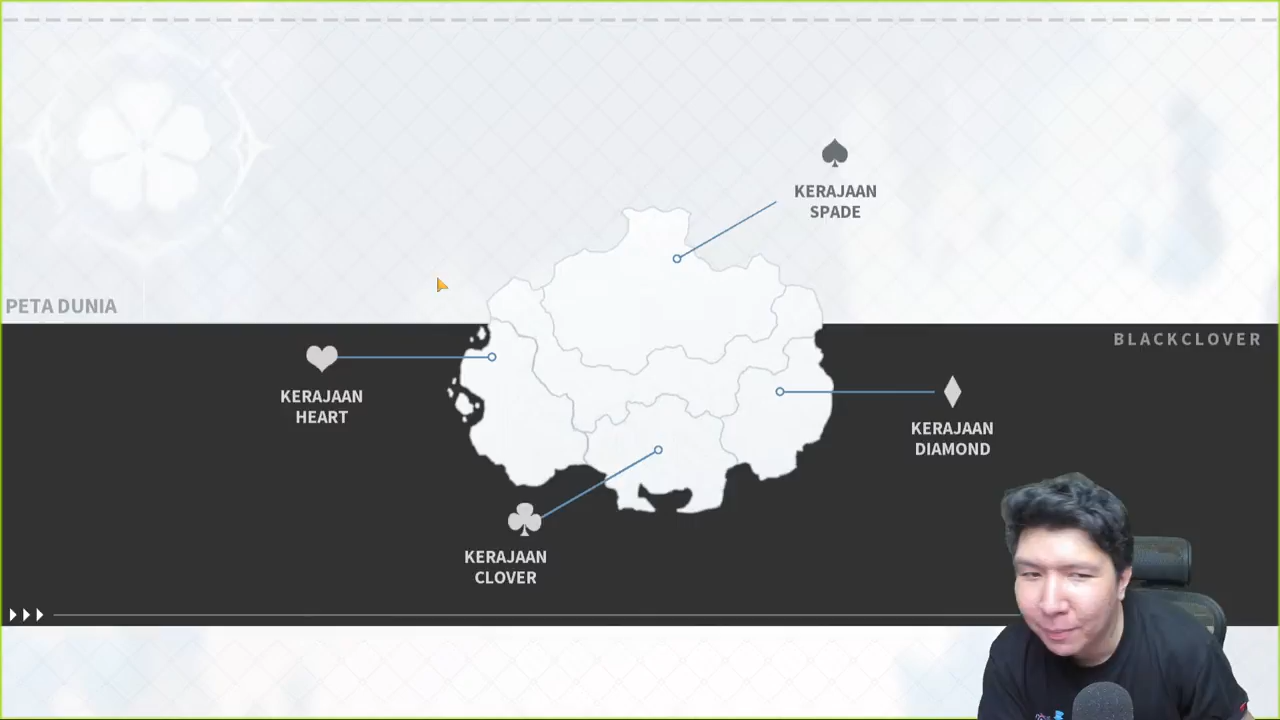 KERAJAAN
SPADE
PETA DUNIA
BLACKCLOVER
KERAJAAN
HEART
KERAJAAN
DIAMOND
KERAJAAN
CLOVER